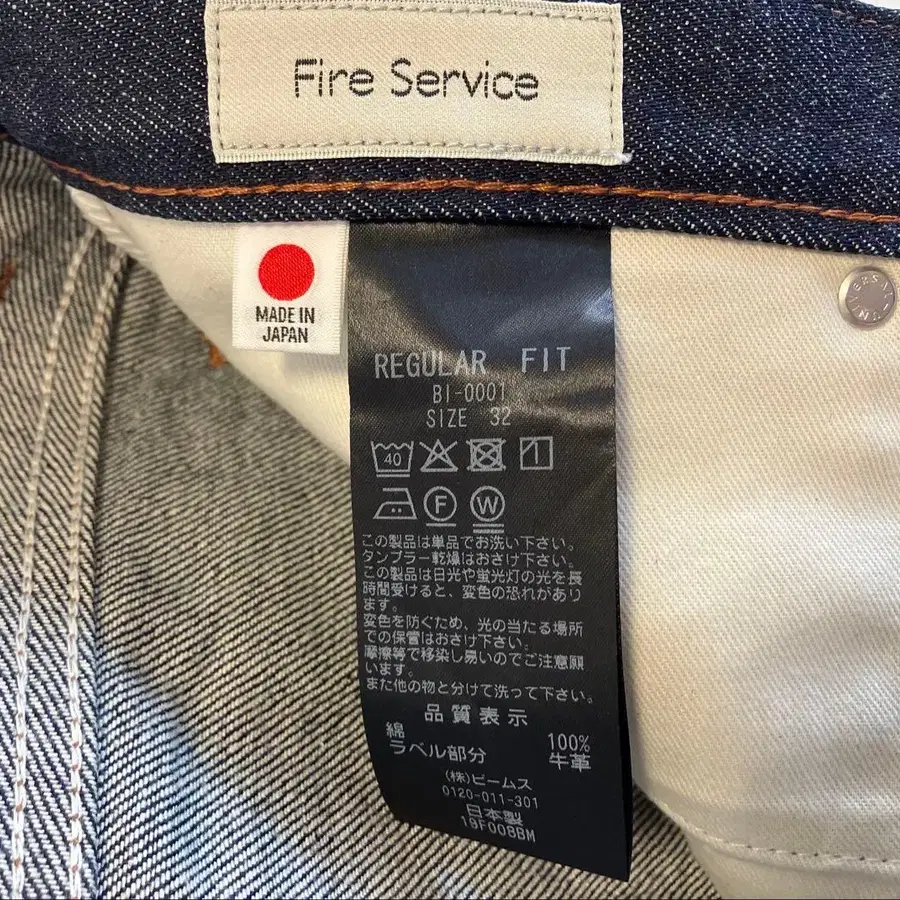 Fire Service
MADE IN
JAPAN
UNIVERSAL
REGULAR FIT
BI-0001
SIZE 32
40
F W
この製品は単品でお洗い下さい。
タンブラー乾燥はおさけ下さい。
この製品は日光や蛍光灯の光を長
時間受けると、変色の恐れがあり
ます。
変色を防ぐため、光の当たる場所
での保管はおさけ下さい。
摩擦等で移染し易いのでご注意願
います。
また他の物と分けて洗って下さい。
品質表示
綿 100%
ラベル部分 牛革
(株)ビームス
0120-011-301
日本製
19F008BM